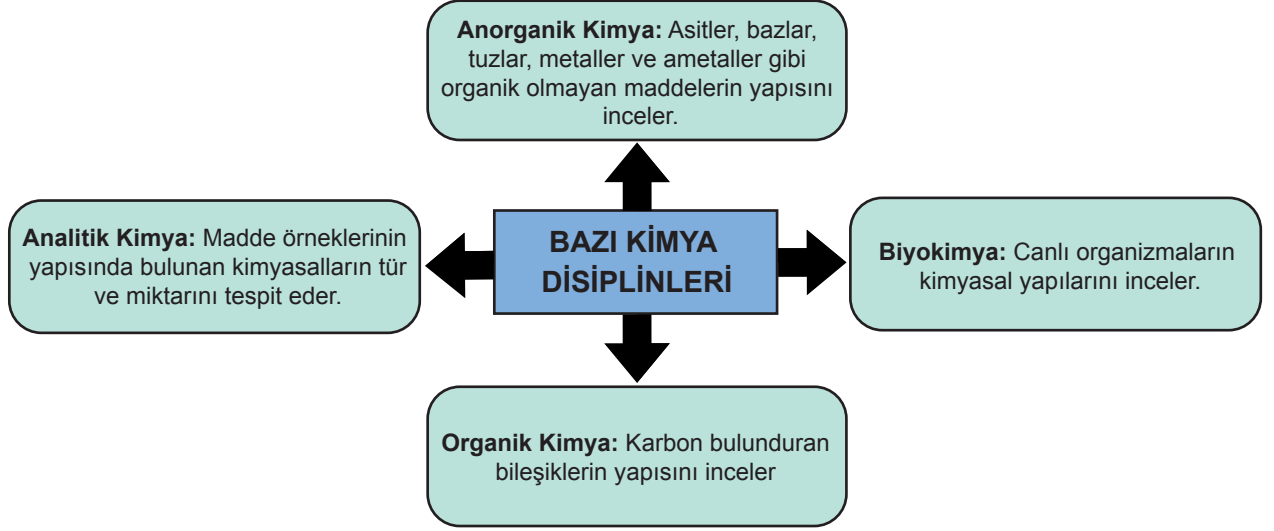 Anorganik Kimya: Asitler, bazlar,
tuzlar, metaller ve ametaller gibi
organik olmayan maddelerin yapısını
inceler.
Analitik Kimya: Madde örneklerinin
yapısında bulunan kimyasalların tür
ve miktarını tespit eder.
BAZI KİMYA
DİSİPLİNLERİ
Biyokimya: Canlı organizmaların
kimyasal yapılarını inceler.
Organik Kimya: Karbon bulunduran
bileşiklerin yapısını inceler